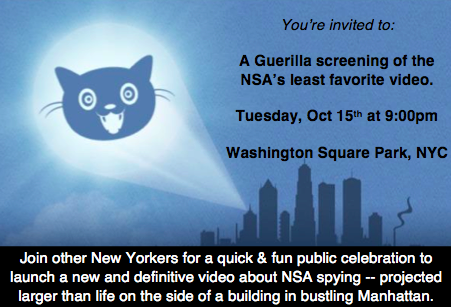 You're invited to:
A Guerilla screening of the
NSA's least favorite video.
Tuesday, Oct 15th at 9:00pm
Washington Square Park, NYC
Join other New Yorkers for a quick & fun public celebration to
launch a new and definitive video about NSA spying -- projected
larger than life on the side of a building in bustling Manhattan.